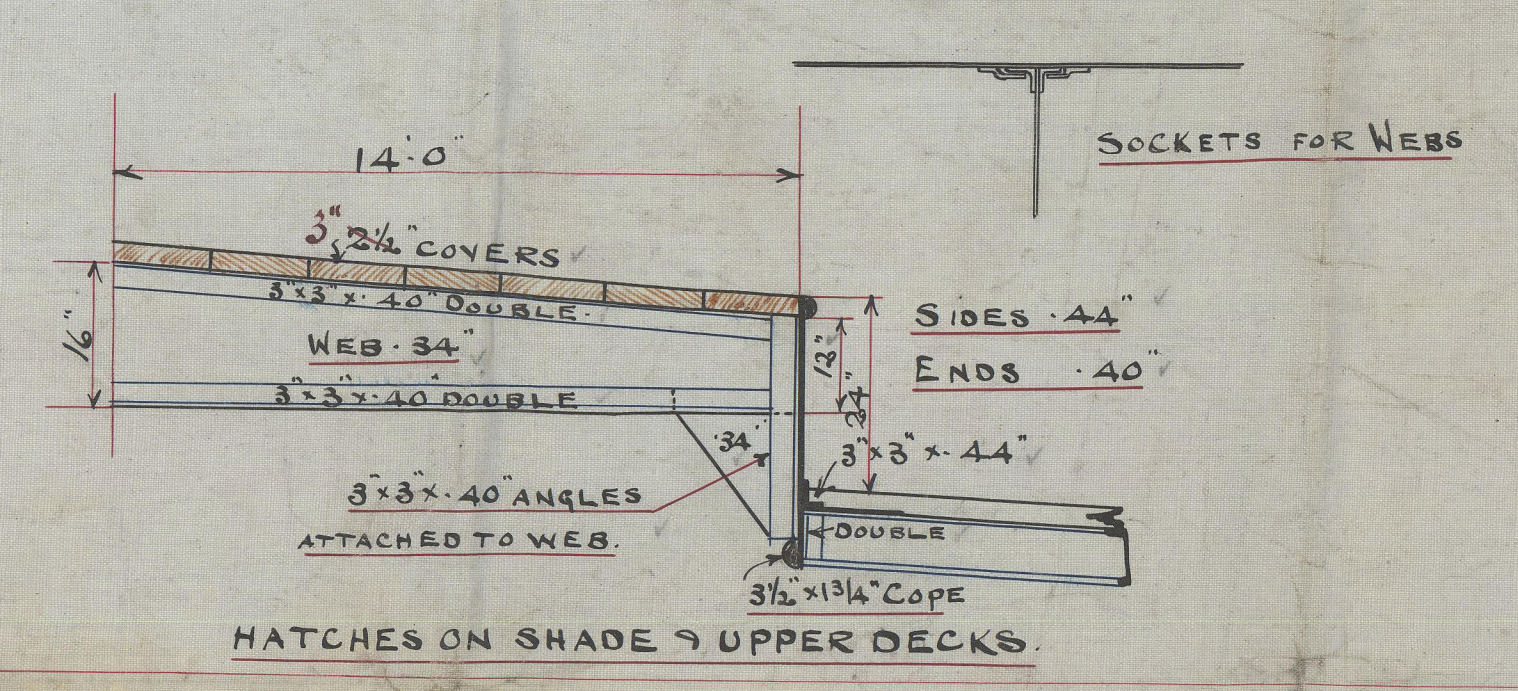 SOCKETS FOR WEBS
14'.0"
3" 2½" COVERS
3"x3"x.40" DOUBLE.
16"
WEB.34"
3"x3"x.40" DOUBLE
SIDES .44"
ENDS .40"
24"
.34"
3"x3"x.44"
3"x3"x.40" ANGLES
ATTACHED TO WEB.
DOUBLE
3½"x1¾" COPE
HATCHES ON SHADE & UPPER DECKS.